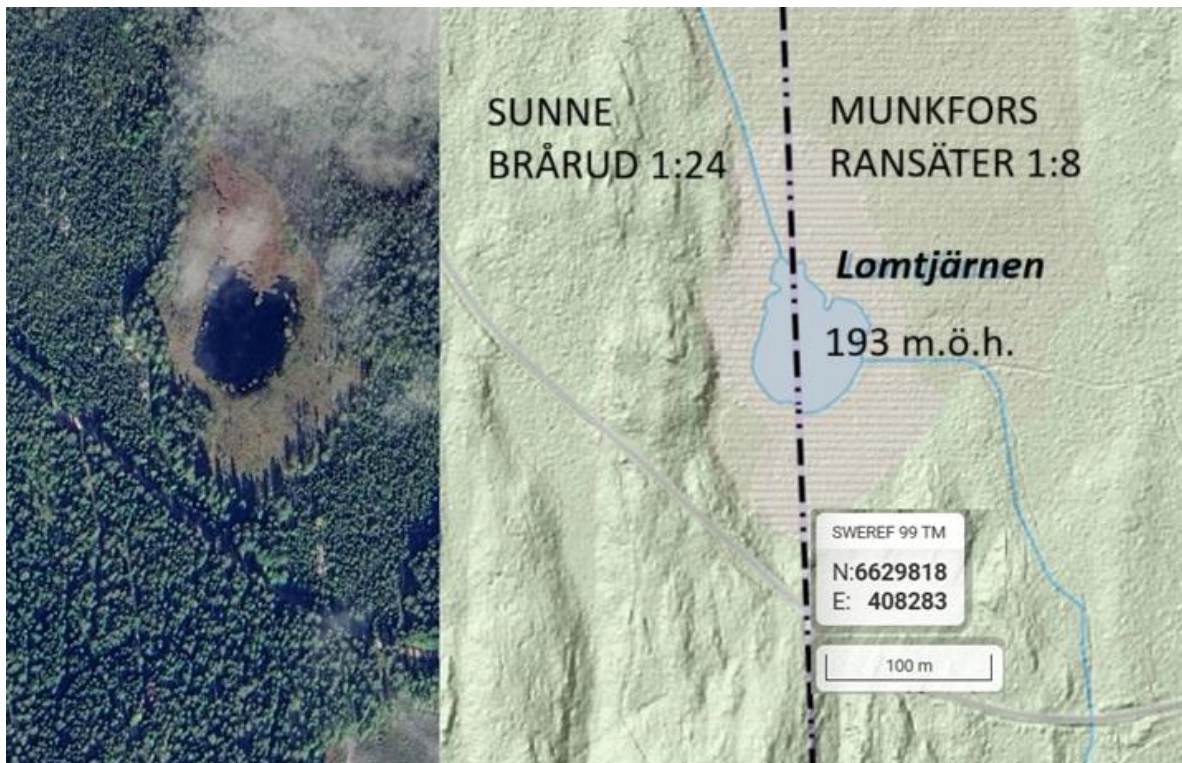 SUNNE
BRÅRUD 1:24
MUNKFORS
RANSÄTER 1:8
Lomtjärnen
193 m.ö.h.
SWEREF 99 TM
N:6629818
E: 408283
100 m